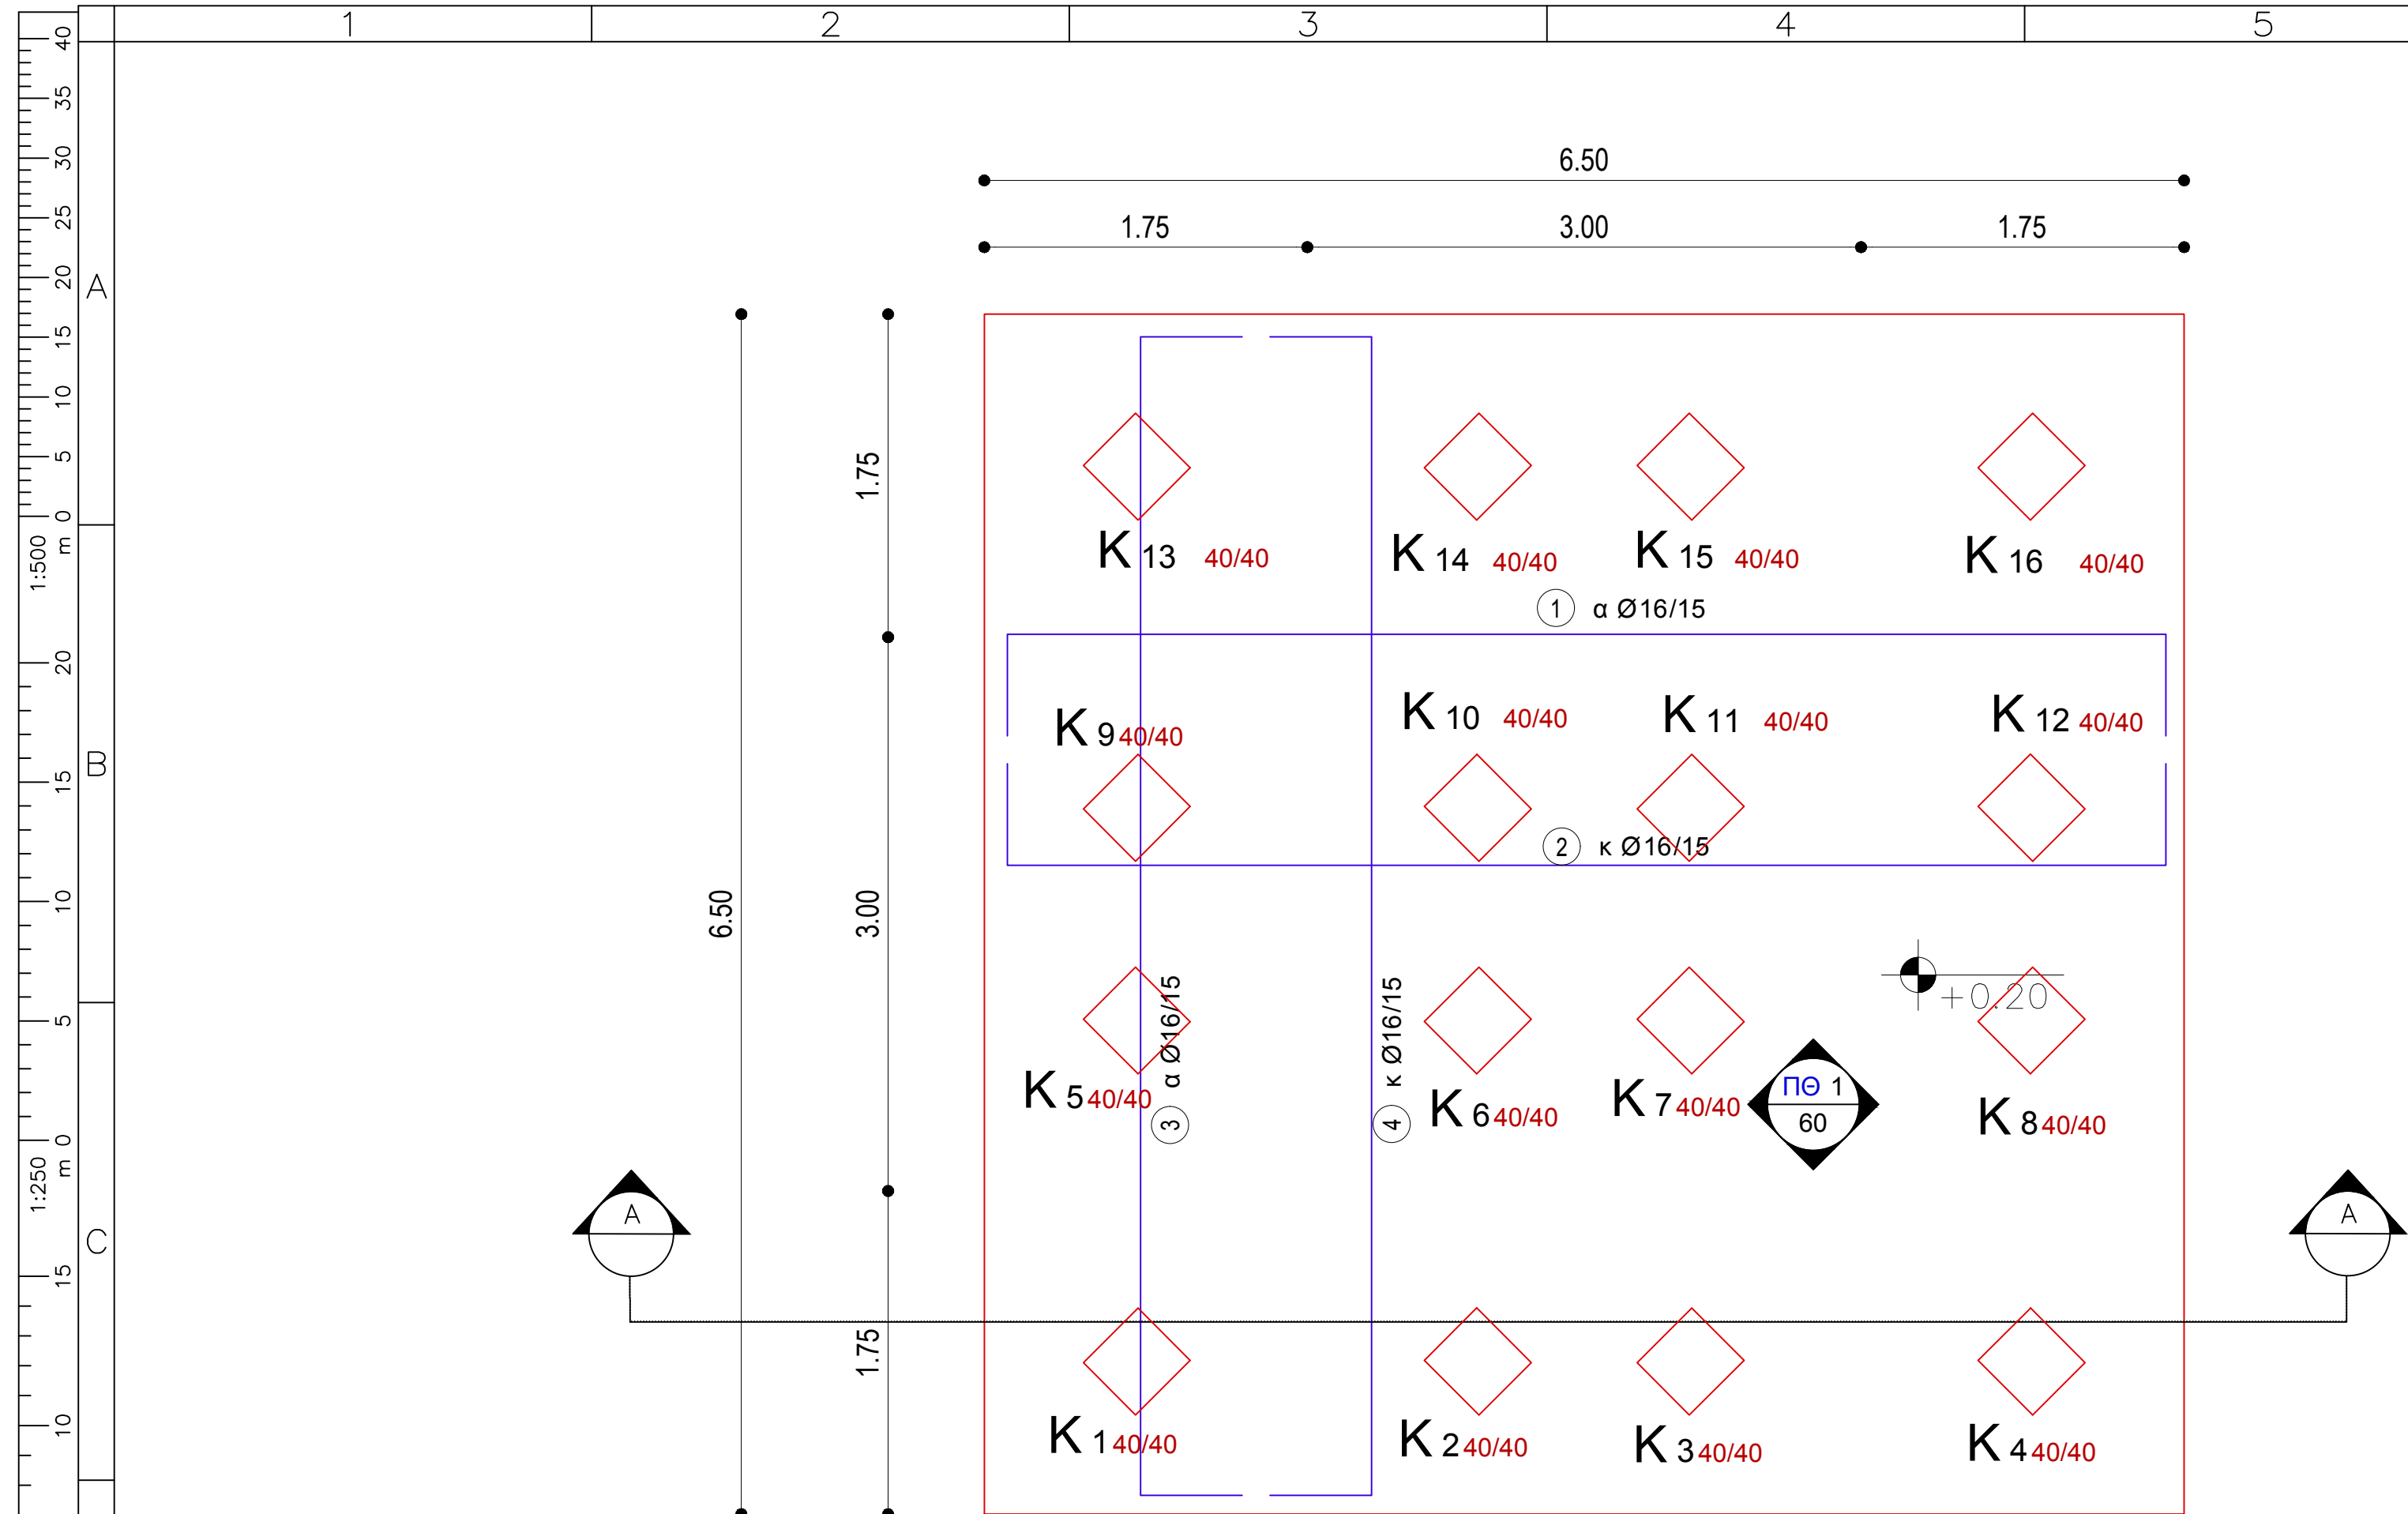 1 2 3 4 5
40
35
30
25
20
15
10
5
0
1:500 m
20
15
10
5
0
1:250 m
15
10
A
B
C
6.50
1.75 3.00 1.75
1.75
6.50 3.00
1.75
K 13 40/40 K 14 40/40 K 15 40/40 K 16 40/40
1 α Ø16/15
K 9 40/40 K 10 40/40 K 11 40/40 K 12 40/40
2 κ Ø16/15
+0.20
3 α Ø16/15
4 κ Ø16/15
K 5 40/40 K 6 40/40 K 7 40/40 K 8 40/40
ΠΘ 1
60
A A
K 1 40/40 K 2 40/40 K 3 40/40 K 4 40/40